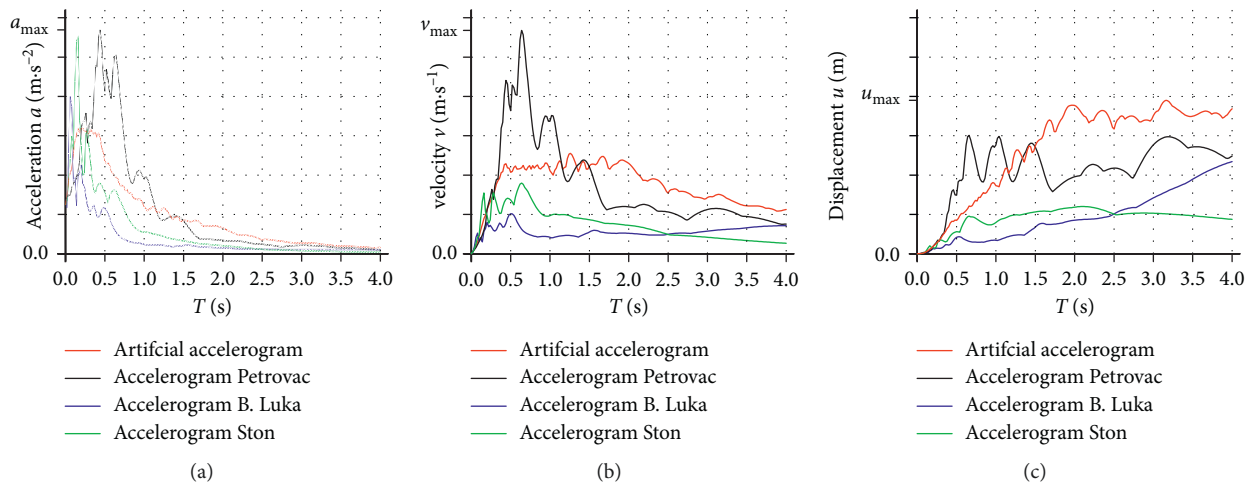 a_max
Acceleration a (m·s⁻²)
0.0
0.0 0.5 1.0 1.5 2.0 2.5 3.0 3.5 4.0
T (s)
Artifcial accelerogram
Accelerogram Petrovac
Accelerogram B. Luka
Accelerogram Ston
(a)
v_max
velocity v (m·s⁻¹)
0.0
0.0 0.5 1.0 1.5 2.0 2.5 3.0 3.5 4.0
T (s)
Artifcial accelerogram
Accelerogram Petrovac
Accelerogram B. Luka
Accelerogram Ston
(b)
u_max
Displacement u (m)
0.0
0.0 0.5 1.0 1.5 2.0 2.5 3.0 3.5 4.0
T (s)
Artifcial accelerogram
Accelerogram Petrovac
Accelerogram B. Luka
Accelerogram Ston
(c)